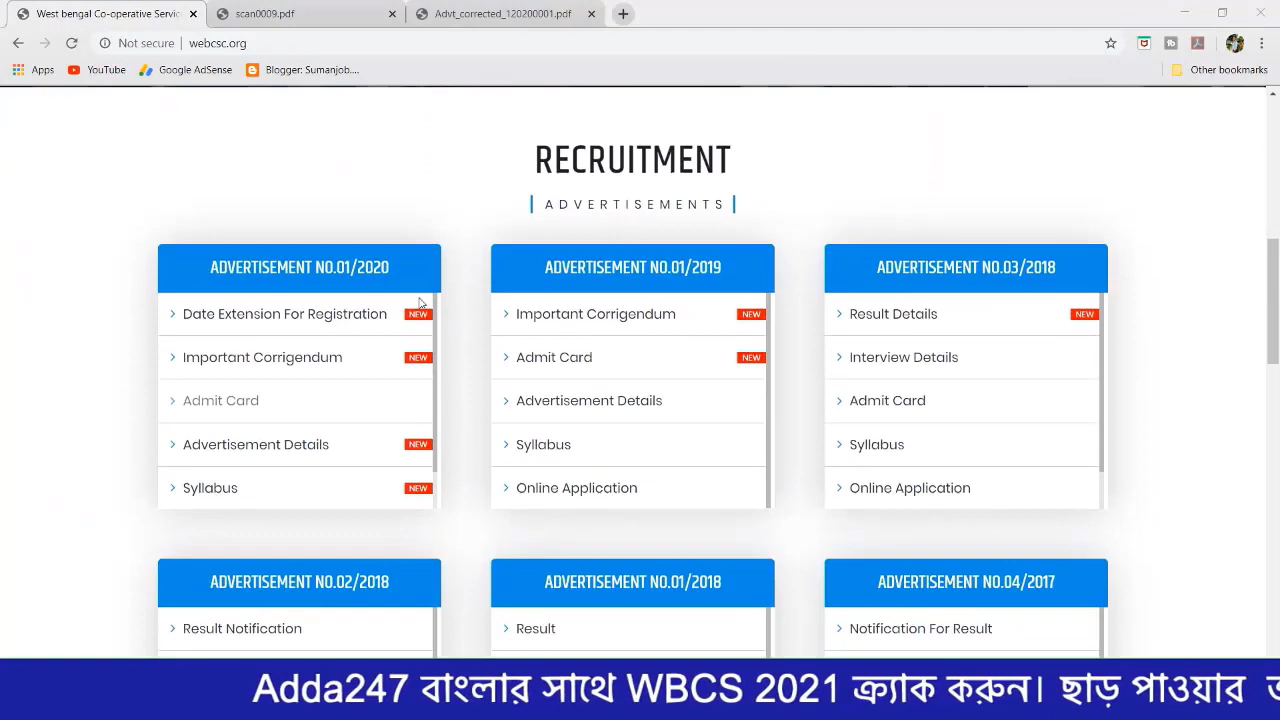 West bengal Co-operative Servic
scan0009.pdf
Advt_corrected_120200001.pdf
Not secure
webcsc.org
Apps
YouTube
Google AdSense
Blogger: Sumanjob....
Other bookmarks
RECRUITMENT
ADVERTISEMENTS
ADVERTISEMENT NO.01/2020
Date Extension For Registration NEW
Important Corrigendum NEW
Admit Card
Advertisement Details NEW
Syllabus NEW
ADVERTISEMENT NO.01/2019
Important Corrigendum NEW
Admit Card NEW
Advertisement Details
Syllabus
Online Application
ADVERTISEMENT NO.03/2018
Result Details NEW
Interview Details
Admit Card
Syllabus
Online Application
ADVERTISEMENT NO.02/2018
Result Notification
ADVERTISEMENT NO.01/2018
Result
ADVERTISEMENT NO.04/2017
Notification For Result
Adda247 বাংলার সাথে WBCS 2021 ক্র্যাক করুন। ছাড় পাওয়ার